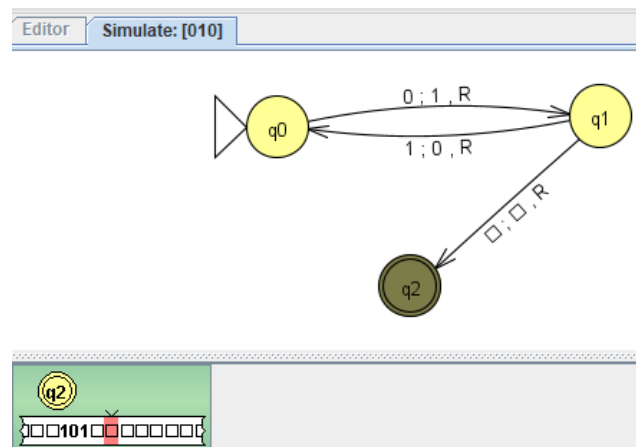 Editor Simulate: [010]
0 ; 1 , R
q0
q1
1 ; 0 , R
□ ; □ , R
q2
q2
□□□101□□□□□□□□